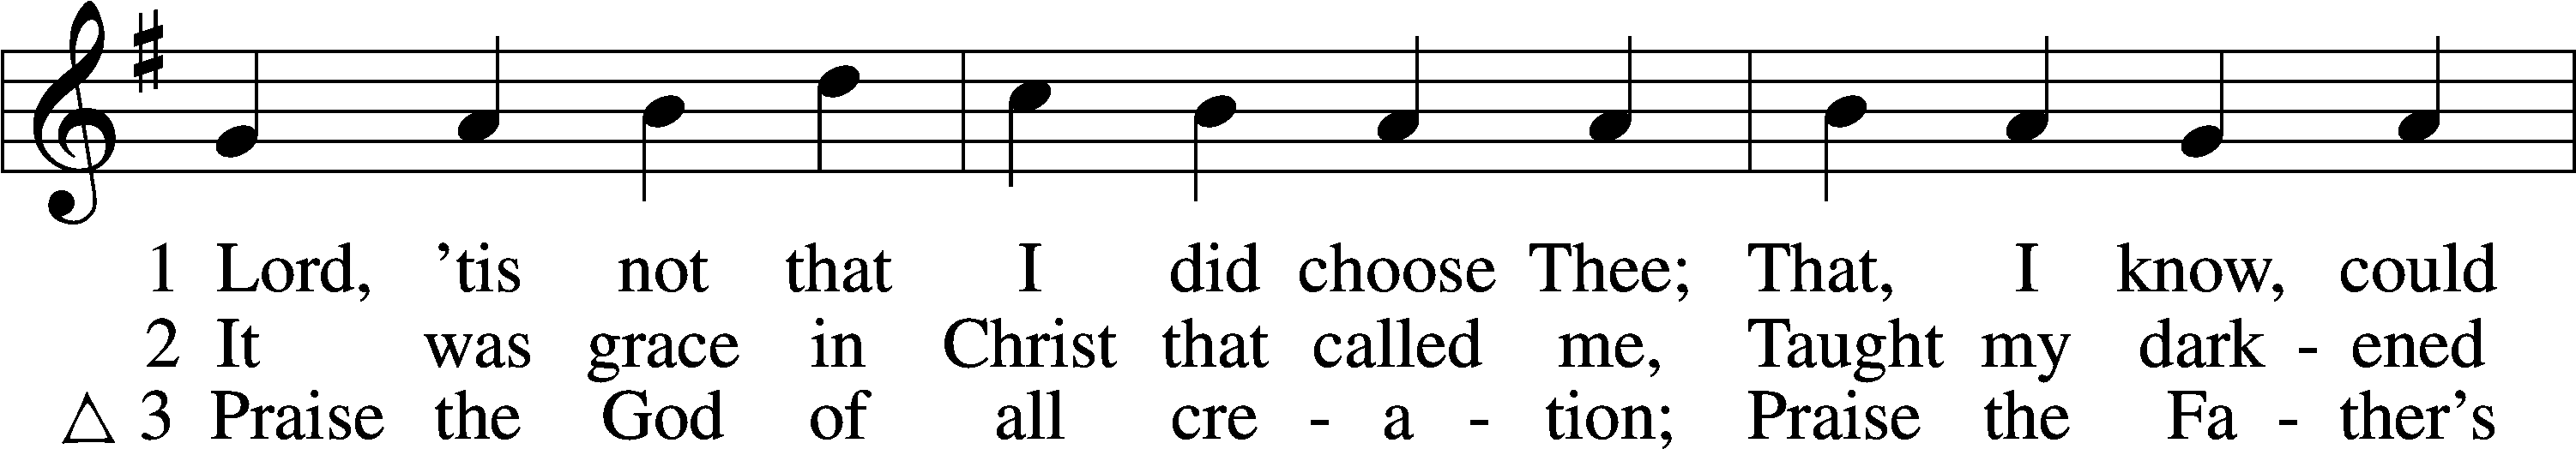 1 Lord, ’tis not that I did choose Thee; That, I know, could
2 It was grace in Christ that called me, Taught my dark - ened
△ 3 Praise the God of all cre - a - tion; Praise the Fa - ther’s